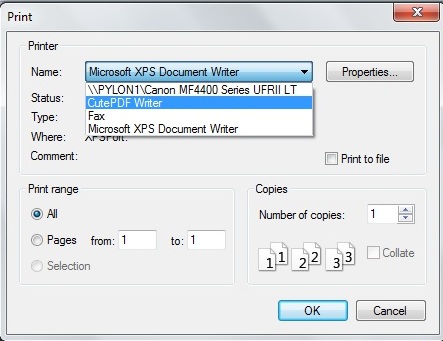 Print
Printer
Name: Microsoft XPS Document Writer Properties...
\\PYLON1\Canon MF4400 Series UFRII LT
Status:
CutePDF Writer
Type: Fax
Microsoft XPS Document Writer
Where: XPSPort:
Comment: Print to file
Print range Copies
All Number of copies: 1
Pages from: 1 to: 1
1 1 2 2 3 3 Collate
Selection
OK Cancel